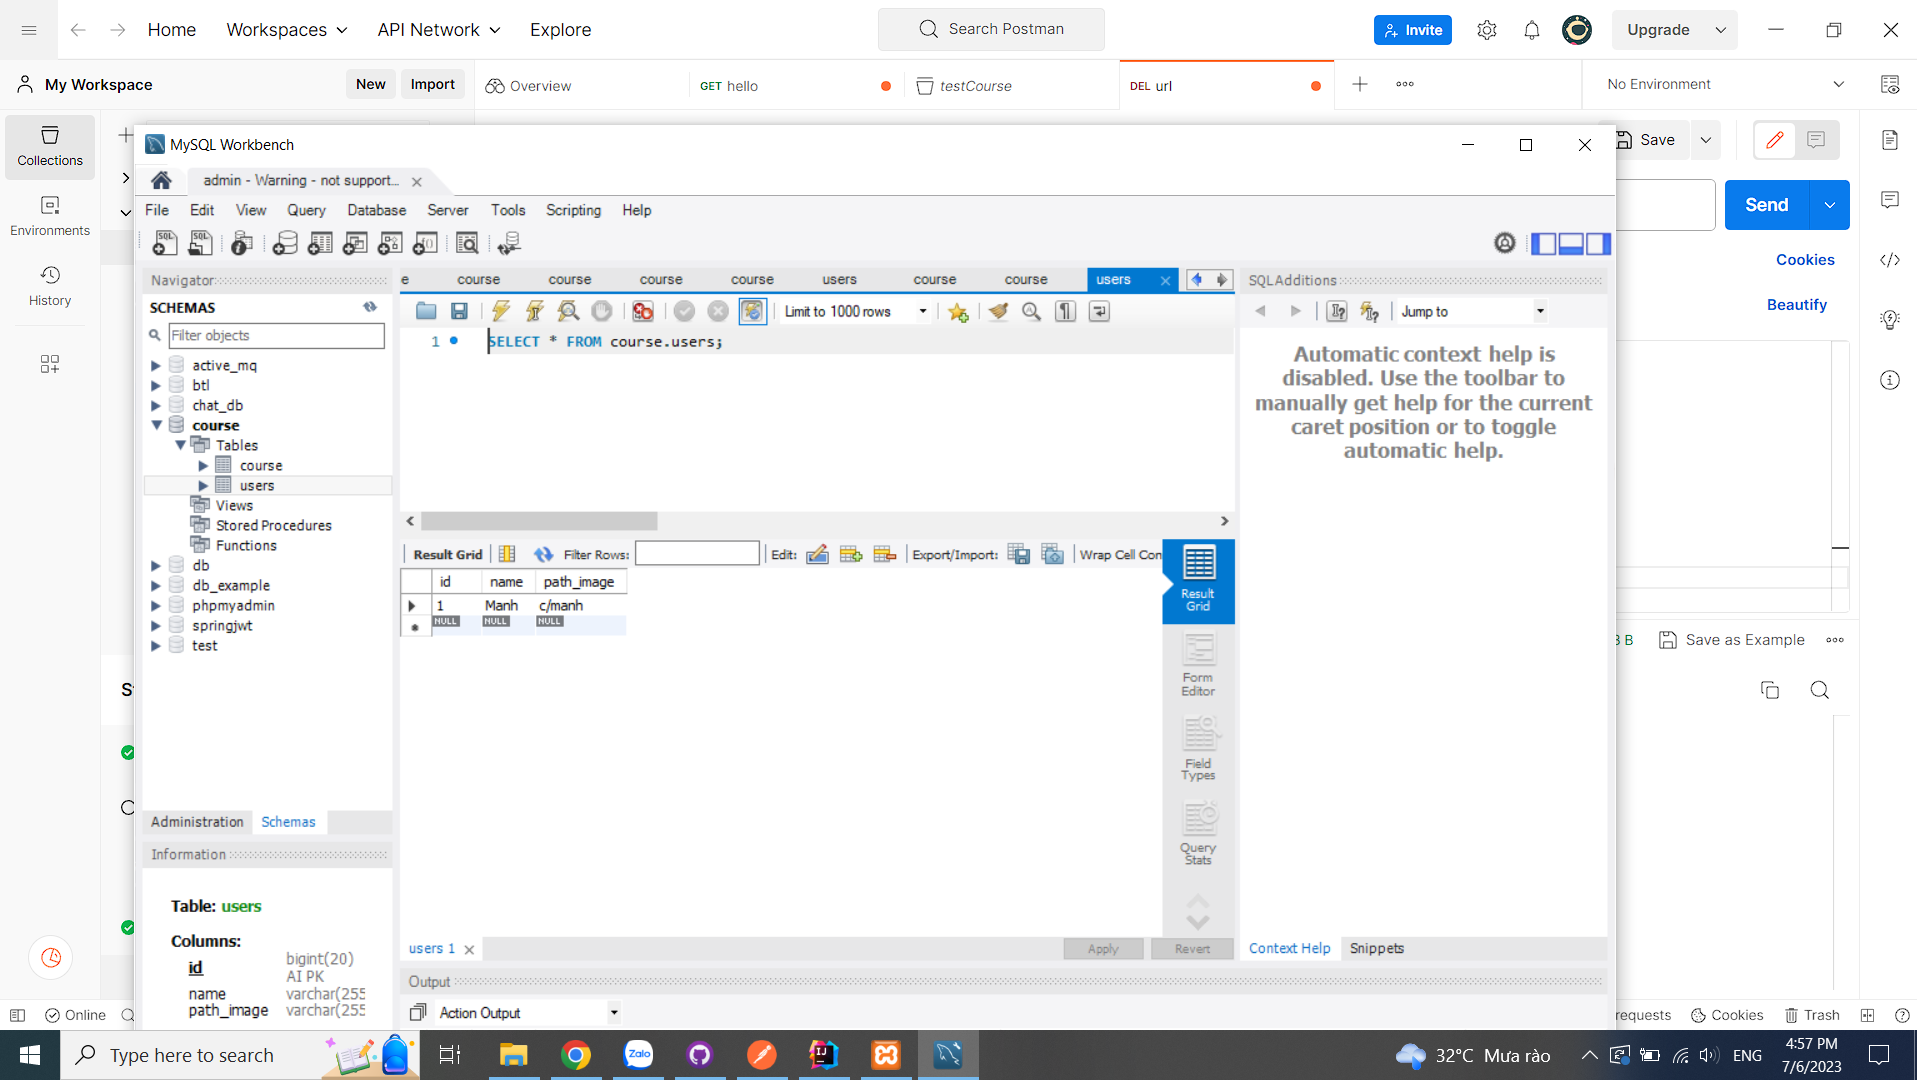 Home
Workspaces
API Network
Explore
Search Postman
Invite
Upgrade
My Workspace
New
Import
Overview
GET hello
testCourse
DEL url
No Environment
Collections
Environments
History
Save
Send
Cookies
Beautify
MySQL Workbench
admin - Warning - not support...
File Edit View Query Database Server Tools Scripting Help
Navigator
SCHEMAS
Filter objects
active_mq
btl
chat_db
course
Tables
course
users
Views
Stored Procedures
Functions
db
db_example
phpmyadmin
springjwt
test
Administration Schemas
Information
Table: users
Columns:
id bigint(20) AI PK
name varchar(255
path_image varchar(255
e course course course course users course course users
Limit to 1000 rows
1 SELECT * FROM course.users;
Result Grid Filter Rows: Edit: Export/Import: Wrap Cell Con
id name path_image
1 Manh c/manh
NULL NULL NULL
Result Grid
Form Editor
Field Types
Query Stats
users 1
Apply
Revert
Output
Action Output
SQLAdditions
Jump to
Automatic context help is
disabled. Use the toolbar to
manually get help for the current
caret position or to toggle
automatic help.
Context Help Snippets
B
Save as Example
Online
requests
Cookies
Trash
Type here to search
Zalo
32°C Mưa rào
ENG
4:57 PM
7/6/2023